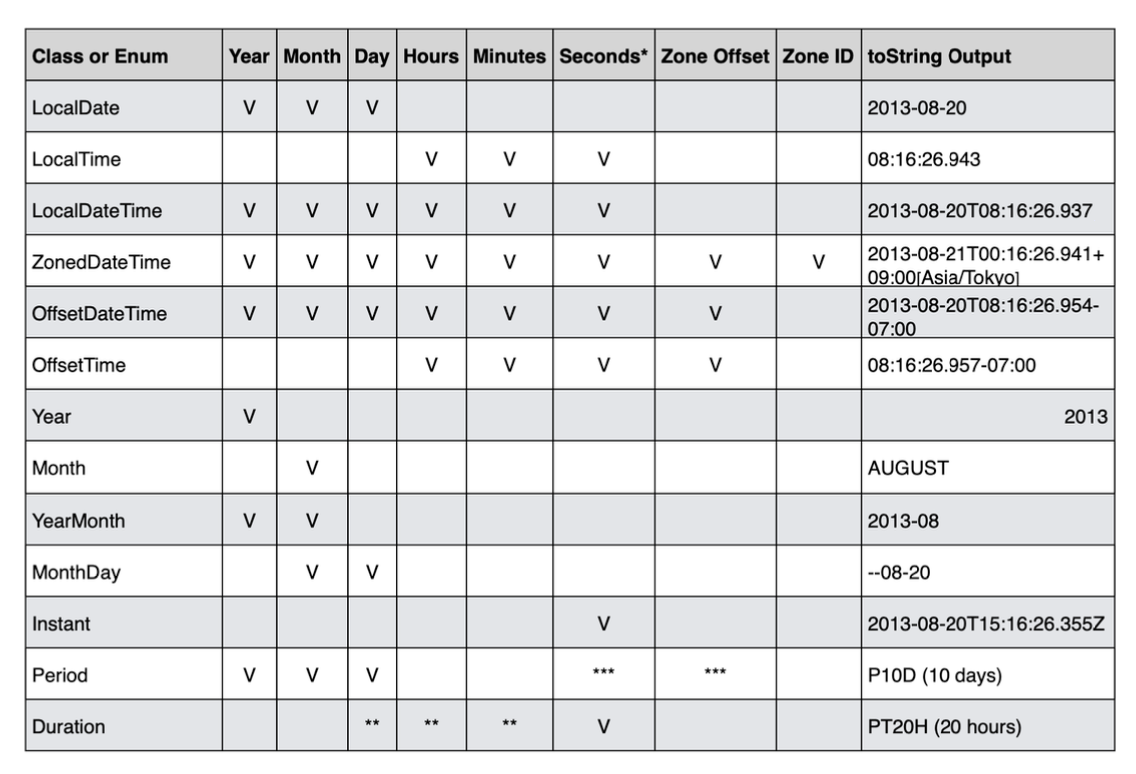 Class or Enum Year Month Day Hours Minutes Seconds* Zone Offset Zone ID toString Output
LocalDate V V V 2013-08-20
LocalTime V V V 08:16:26.943
LocalDateTime V V V V V V 2013-08-20T08:16:26.937
ZonedDateTime V V V V V V V V 2013-08-21T00:16:26.941+
09:00[Asia/Tokyo]
OffsetDateTime V V V V V V V 2013-08-20T08:16:26.954-
07:00
OffsetTime V V V V 08:16:26.957-07:00
Year V 2013
Month V AUGUST
YearMonth V V 2013-08
MonthDay V V --08-20
Instant V 2013-08-20T15:16:26.355Z
Period V V V *** *** P10D (10 days)
Duration ** ** ** V PT20H (20 hours)